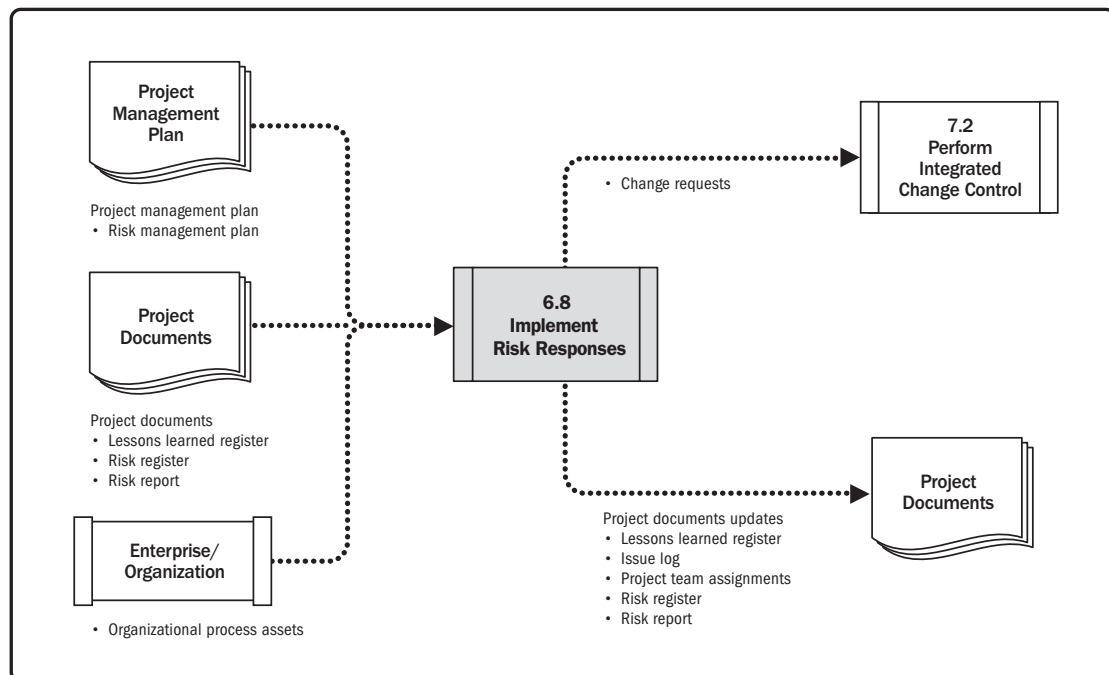 Project
Management
Plan
Project management plan
• Risk management plan
Project
Documents
Project documents
• Lessons learned register
• Risk register
• Risk report
Enterprise/
Organization
• Organizational process assets
6.8
Implement
Risk Responses
• Change requests
7.2
Perform
Integrated
Change Control
Project documents updates
• Lessons learned register
• Issue log
• Project team assignments
• Risk register
• Risk report
Project
Documents